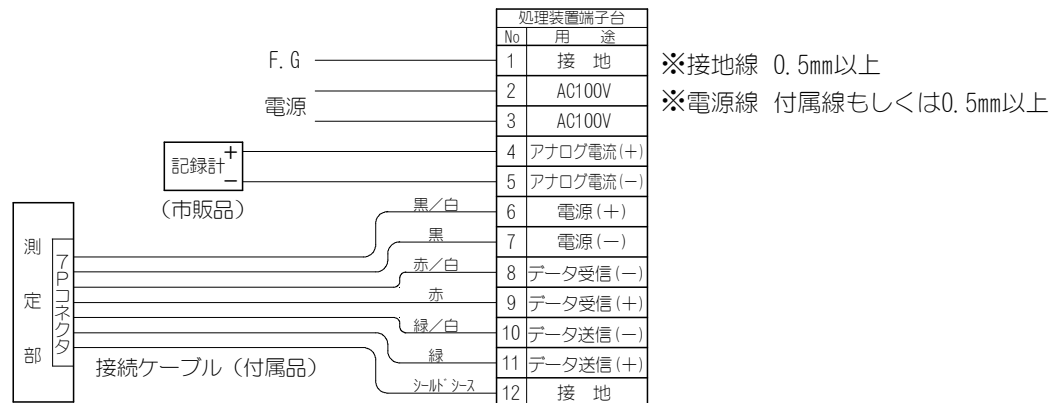 処理装置端子台
No 用 途
F.G 1 接 地 ※接地線 0.5mm以上
電源 2 AC100V ※電源線 付属線もしくは0.5mm以上
3 AC100V
記録計 + 4 アナログ電流(+)
− 5 アナログ電流(−)
(市販品) 黒/白 6 電源(+)
黒 7 電源(−)
赤/白 8 データ受信(−)
赤 9 データ受信(+)
緑/白 10 データ送信(−)
緑 11 データ送信(+)
シールドシース 12 接 地
測定部
7Pコネクタ
接続ケーブル(付属品)